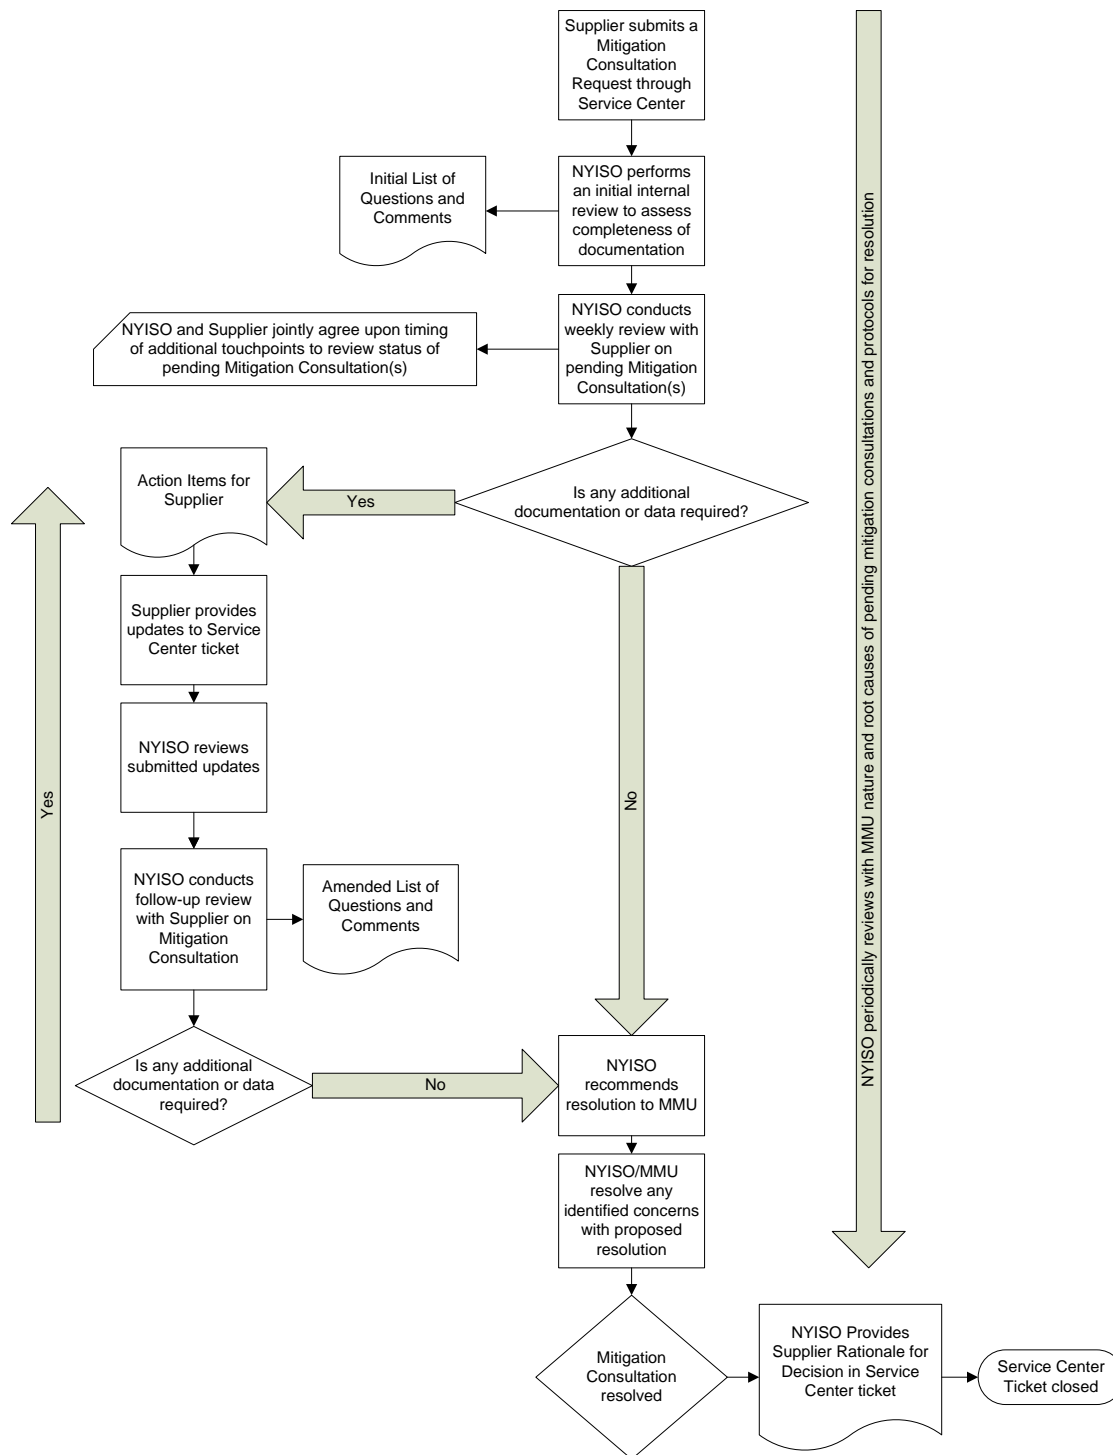 Supplier submits a
Mitigation
Consultation
Request through
Service Center
NYISO performs
an initial internal
review to assess
completeness of
documentation
Initial List of
Questions and
Comments
NYISO conducts
weekly review with
Supplier on
pending Mitigation
Consultation(s)
NYISO and Supplier jointly agree upon timing
of additional touchpoints to review status of
pending Mitigation Consultation(s)
Is any additional
documentation or data
required?
Yes
Action Items for
Supplier
Supplier provides
updates to Service
Center ticket
NYISO reviews
submitted updates
NYISO conducts
follow-up review
with Supplier on
Mitigation
Consultation
Amended List of
Questions and
Comments
Is any additional
documentation or data
required?
Yes
No
No
NYISO
recommends
resolution to MMU
NYISO/MMU
resolve any
identified concerns
with proposed
resolution
Mitigation
Consultation
resolved
NYISO Provides
Supplier Rationale for
Decision in Service
Center ticket
Service Center
Ticket closed
NYISO periodically reviews with MMU nature and root causes of pending mitigation consultations and protocols for resolution